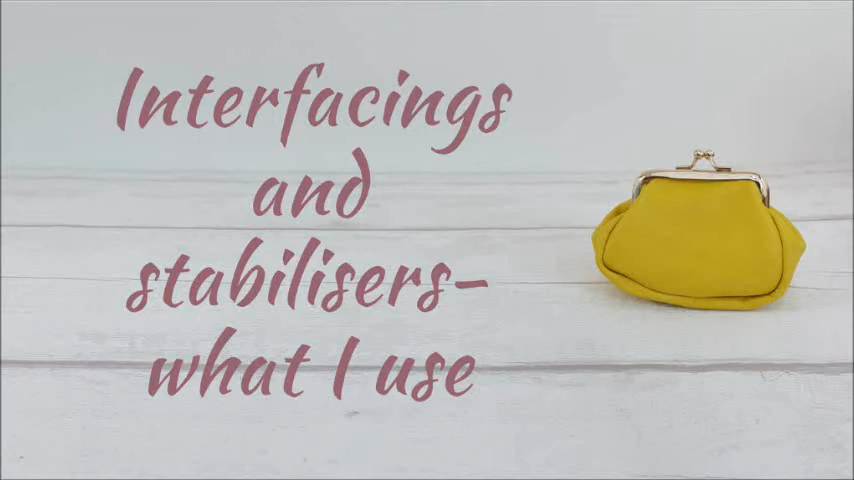 Interfacings
and
stabilisers-
what I use